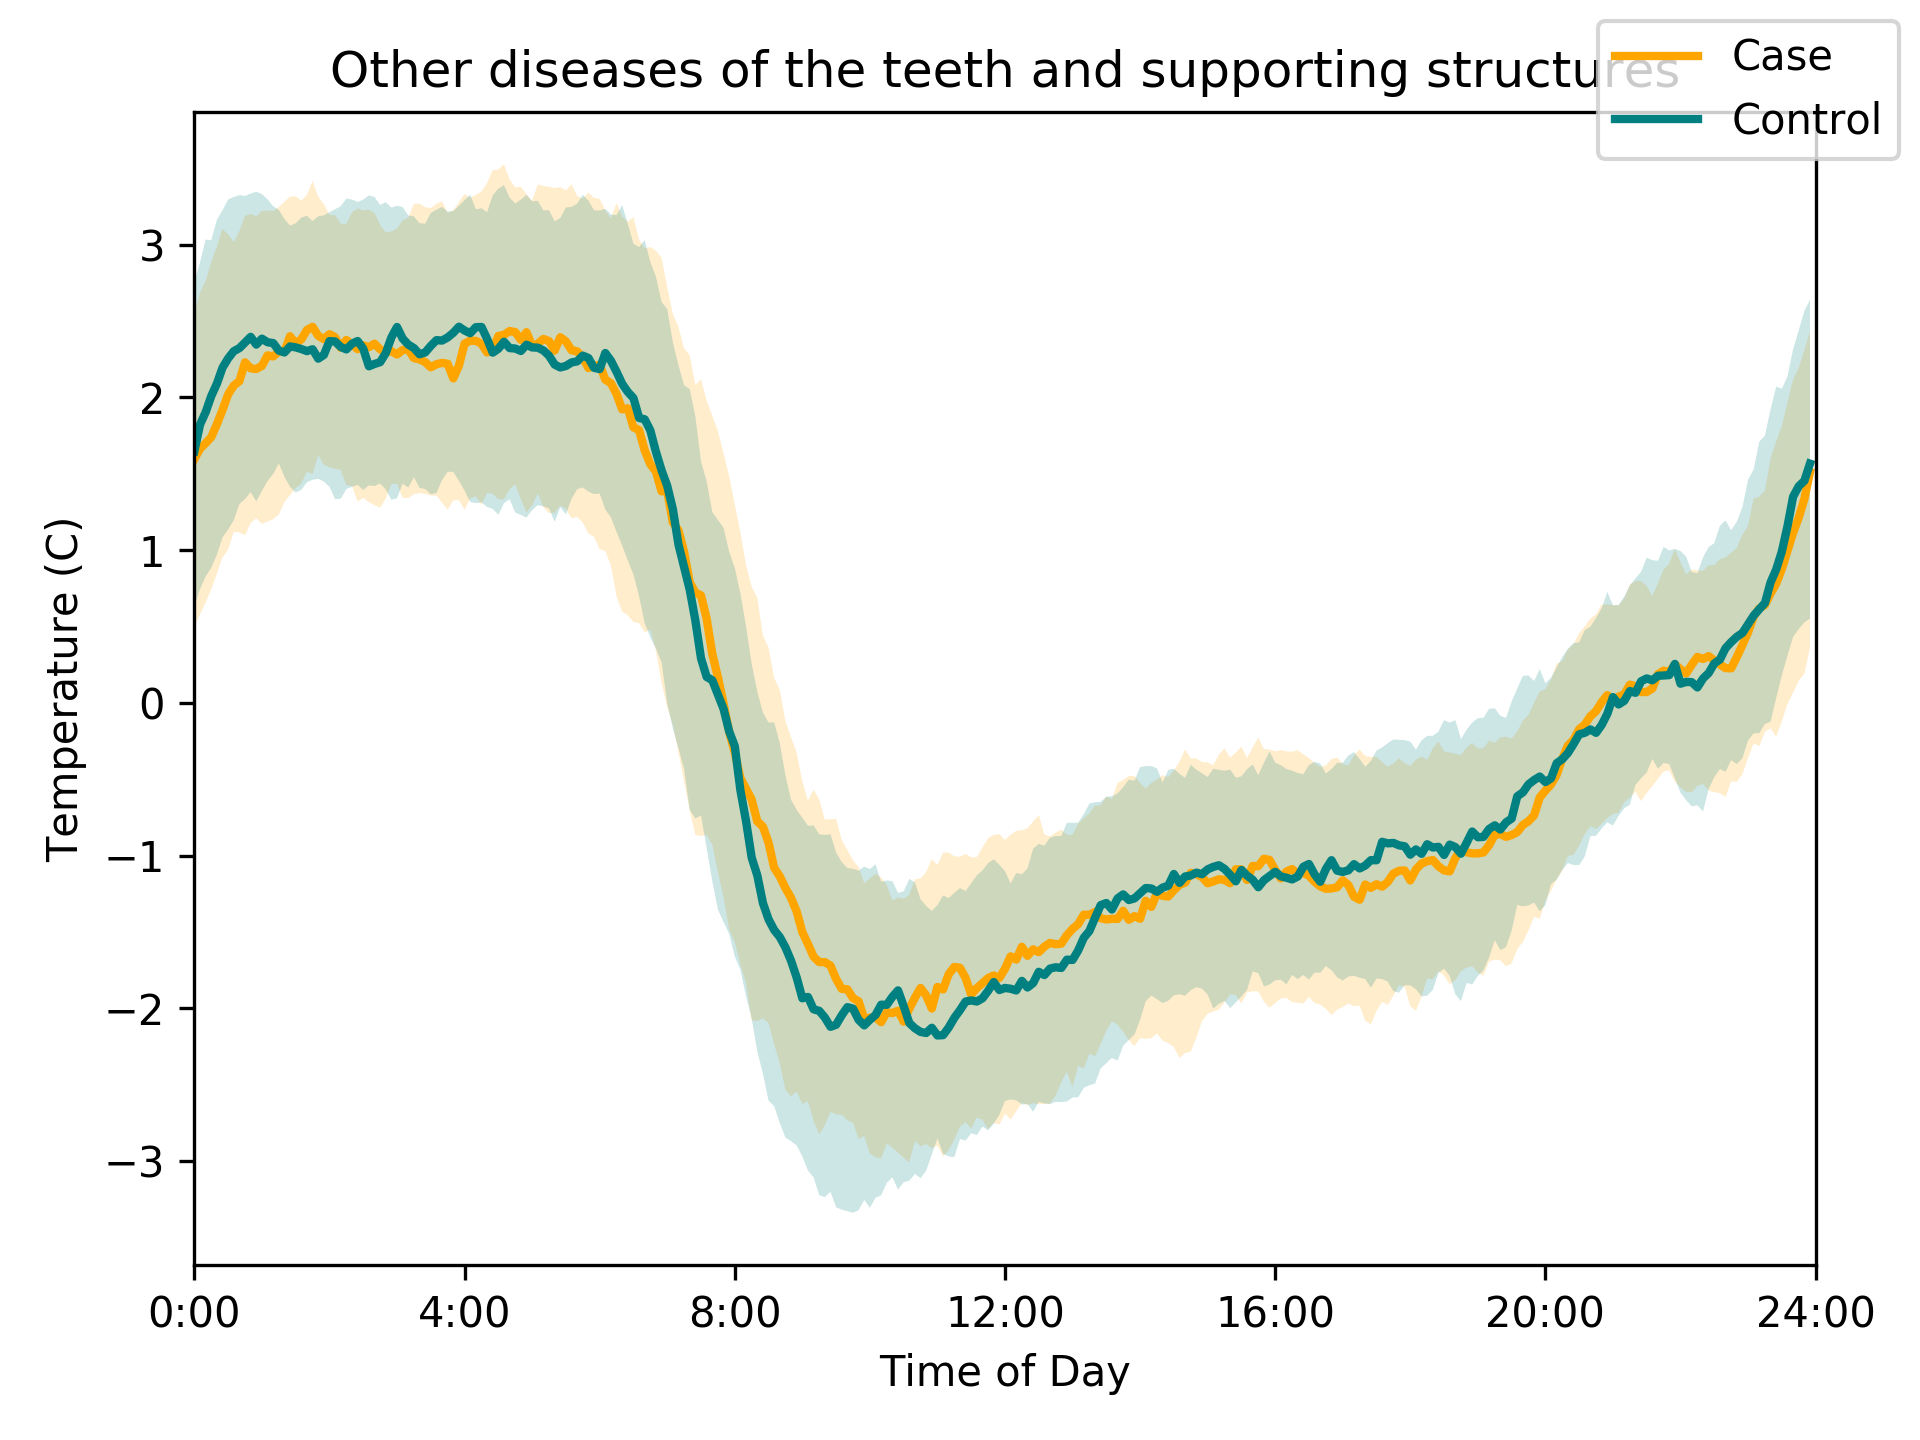 Other diseases of the teeth and supporting structures
Case
Control
Temperature (C)
3
2
1
0
−1
−2
−3
0:00 4:00 8:00 12:00 16:00 20:00 24:00
Time of Day